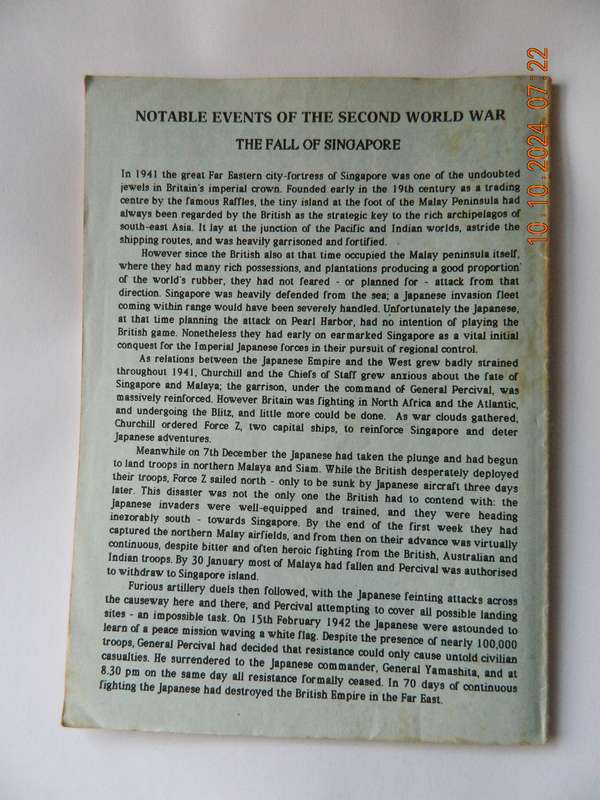 NOTABLE EVENTS OF THE SECOND WORLD WAR
THE FALL OF SINGAPORE
In 1941 the great Far Eastern city-fortress of Singapore was one of the undoubted
jewels in Britain's imperial crown. Founded early in the 19th century as a trading
centre by the famous Raffles, the tiny island at the foot of the Malay Peninsula had
always been regarded by the British as the strategic key to the rich archipelagos of
south-east Asia. It lay at the junction of the Pacific and Indian worlds, astride the
shipping routes, and was heavily garrisoned and fortified.
However since the British also at that time occupied the Malay peninsula itself,
where they had many rich possessions, and plantations producing a good proportion
of the world's rubber, they had not feared - or planned for - attack from that
direction. Singapore was heavily defended from the sea; a Japanese invasion fleet
coming within range would have been severely handled. Unfortunately the Japanese,
at that time planning the attack on Pearl Harbor, had no intention of playing the
British game. Nonetheless they had early on earmarked Singapore as a vital initial
conquest for the Imperial Japanese forces in their pursuit of regional control.
As relations between the Japanese Empire and the West grew badly strained
throughout 1941, Churchill and the Chiefs of Staff grew anxious about the fate of
Singapore and Malaya; the garrison, under the command of General Percival, was
massively reinforced. However Britain was fighting in North Africa and the Atlantic,
and undergoing the Blitz, and little more could be done. As war clouds gathered,
Churchill ordered Force Z, two capital ships, to reinforce Singapore and deter
Japanese adventures.
Meanwhile on 7th December the Japanese had taken the plunge and had begun
to land troops in northern Malaya and Siam. While the British desperately deployed
their troops, Force Z sailed north - only to be sunk by Japanese aircraft three days
later. This disaster was not the only one the British had to contend with: the
Japanese invaders were well-equipped and trained, and they were heading
inexorably south - towards Singapore. By the end of the first week they had
captured the northern Malay airfields, and from then on their advance was virtually
continuous, despite bitter and often heroic fighting from the British, Australian and
Indian troops. By 30 January most of Malaya had fallen and Percival was authorised
to withdraw to Singapore island.
Furious artillery duels then followed, with the Japanese feinting attacks across
the causeway here and there, and Percival attempting to cover all possible landing
sites - an impossible task. On 15th February 1942 the Japanese were astounded to
learn of a peace mission waving a white flag. Despite the presence of nearly 100,000
troops, General Percival had decided that resistance could only cause untold civilian
casualties. He surrendered to the Japanese commander, General Yamashita, and at
8.30 pm on the same day all resistance formally ceased. In 70 days of continuous
fighting the Japanese had destroyed the British Empire in the Far East.
10.10.2024 07:22